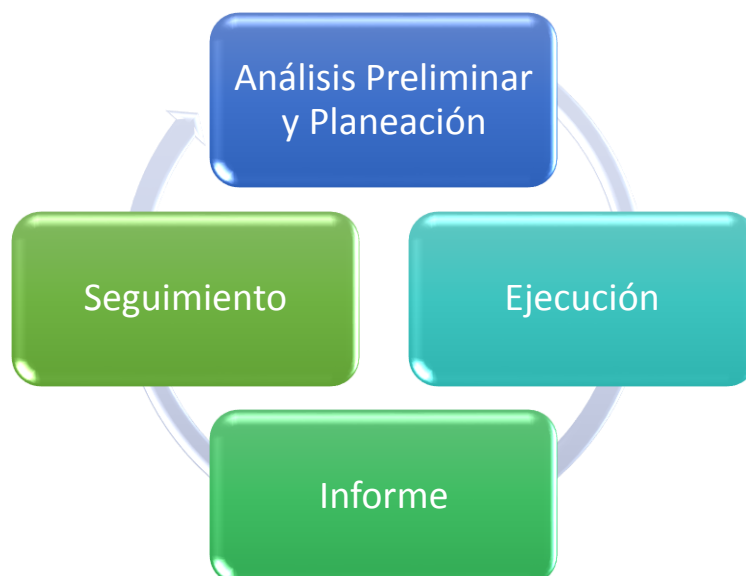 Análisis Preliminar
y Planeación
Seguimiento
Ejecución
Informe